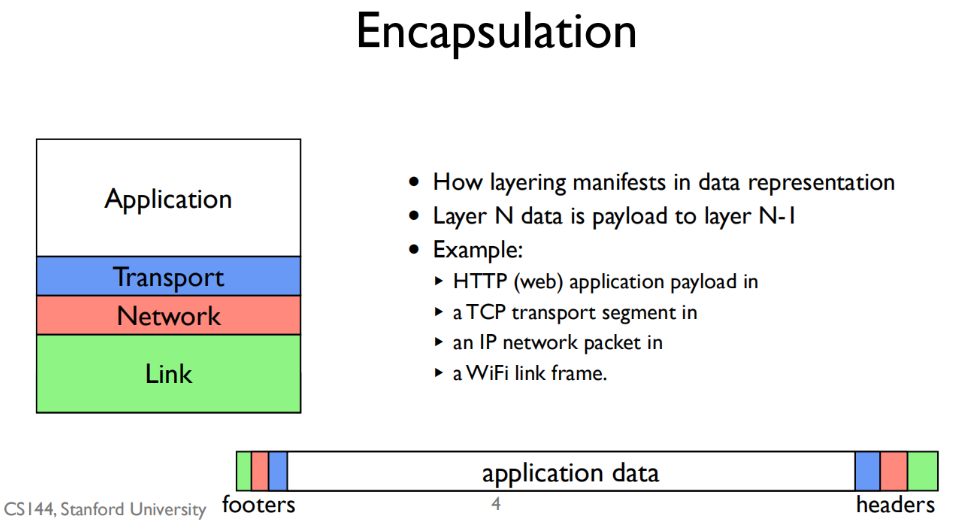 Encapsulation
Application
Transport
Network
Link
• How layering manifests in data representation
• Layer N data is payload to layer N-1
• Example:
‣ HTTP (web) application payload in
‣ a TCP transport segment in
‣ an IP network packet in
‣ a WiFi link frame.
application data
footers
headers
CS144, Stanford University
4